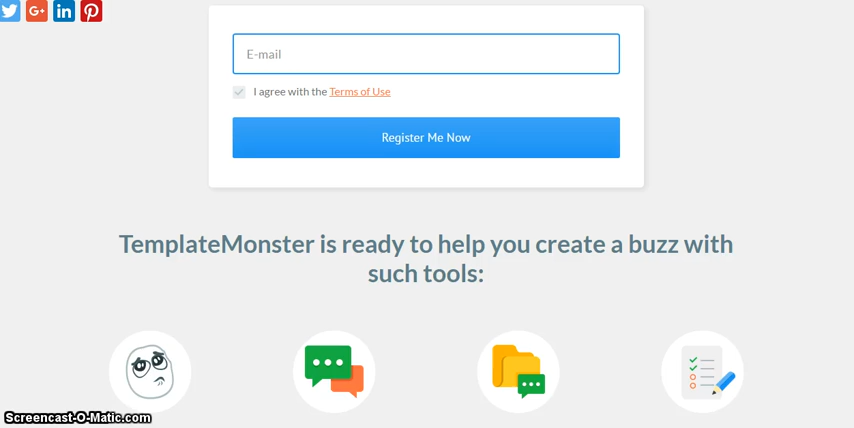 E-mail
I agree with the Terms of Use
Register Me Now
TemplateMonster is ready to help you create a buzz with
such tools:
Screencast-O-Matic.com